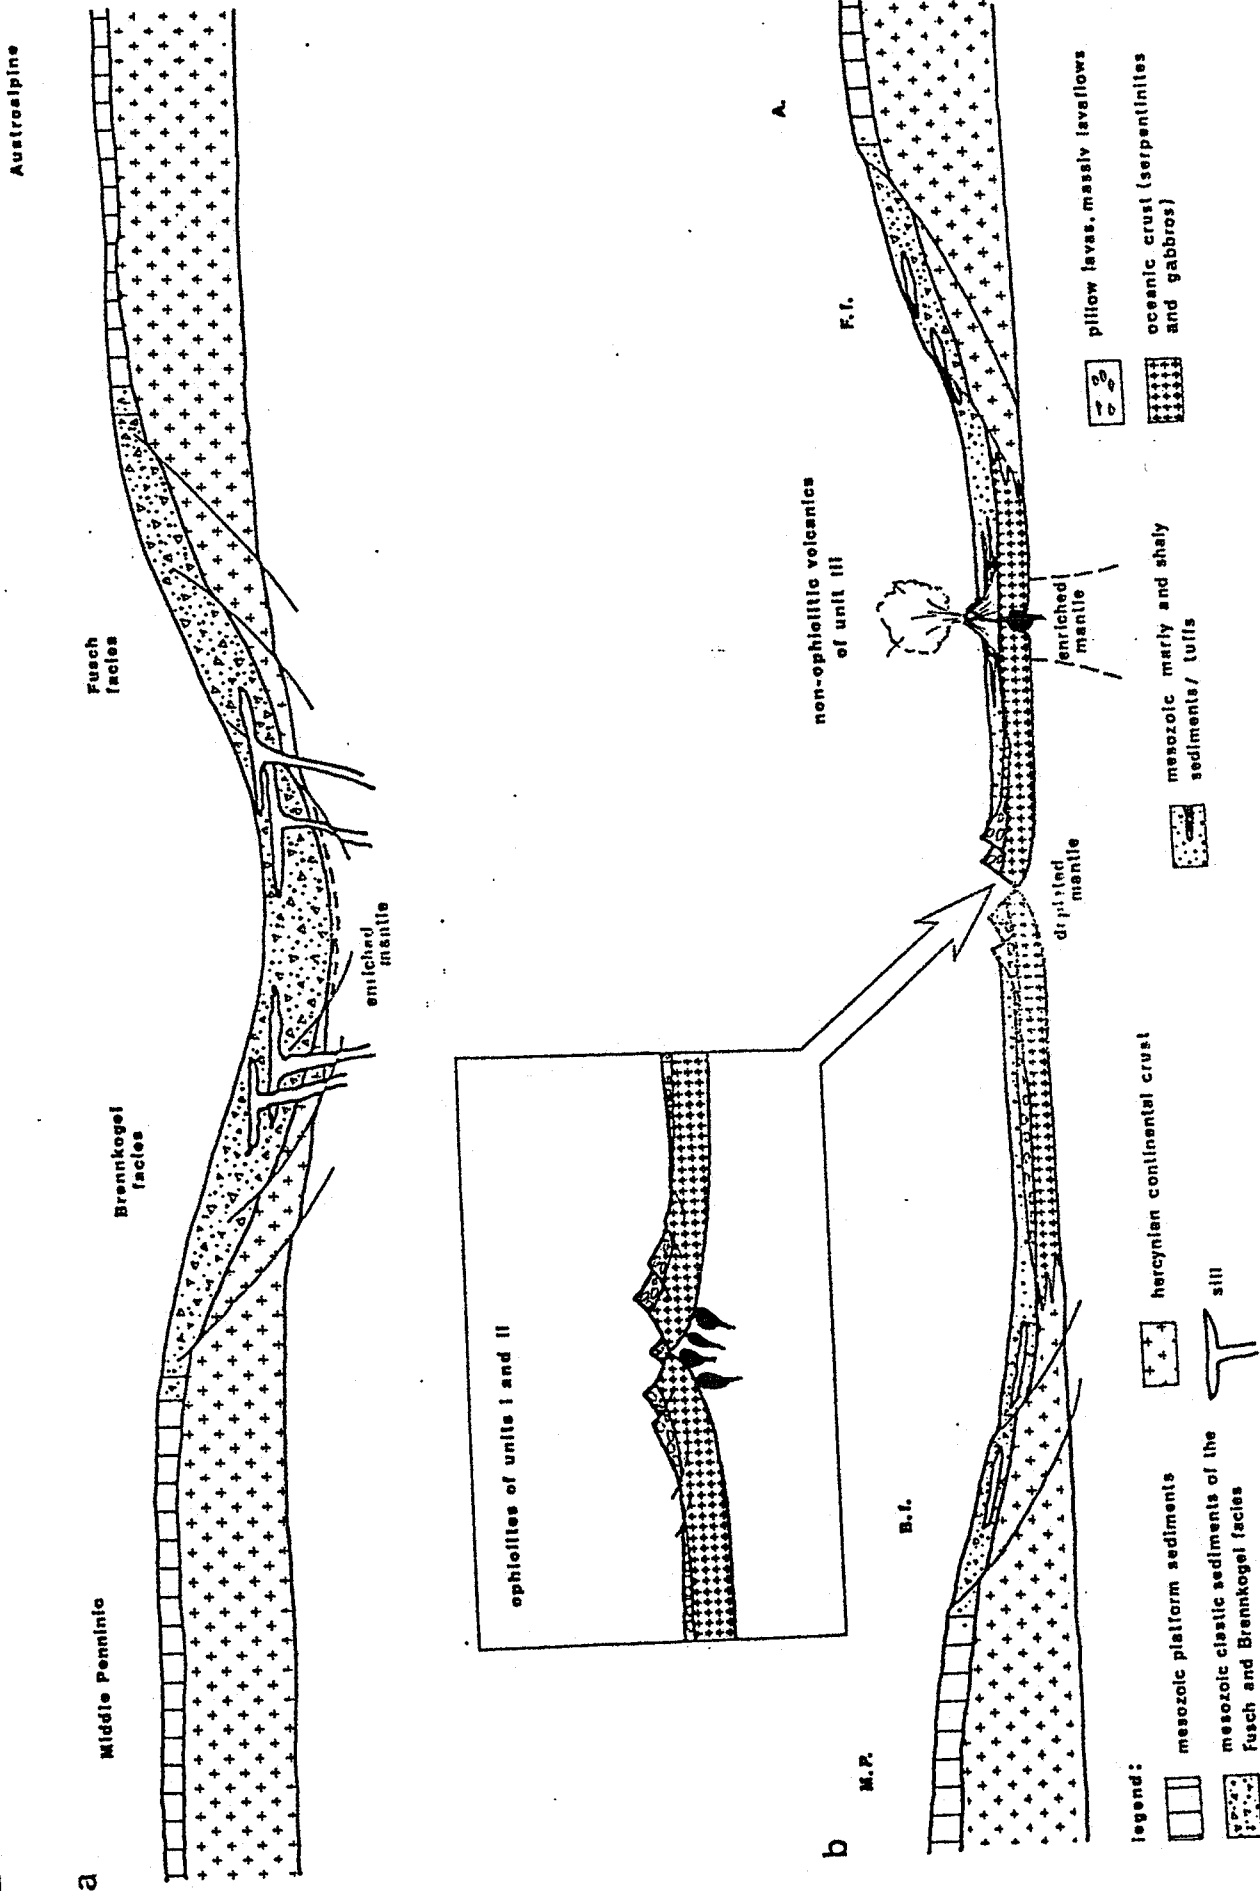 a
Middle Penninic
Brennkogel
facies
enriched
mantle
Fusch
facies
Austroalpine
ophiolites of units I and II
b
M.P.
B.f.
non-ophiolitic volcanics
of unit III
F.f.
A.
depleted
mantle
enriched
mantle
legend:
mesozoic platform sediments
mesozoic clastic sediments of the
Fusch and Brennkogel facies
hercynian continental crust
sill
mesozoic marly and shaly
sediments/ tuffs
pillow lavas, massiv lavaflows
oceanic crust (serpentinites
and gabbros)